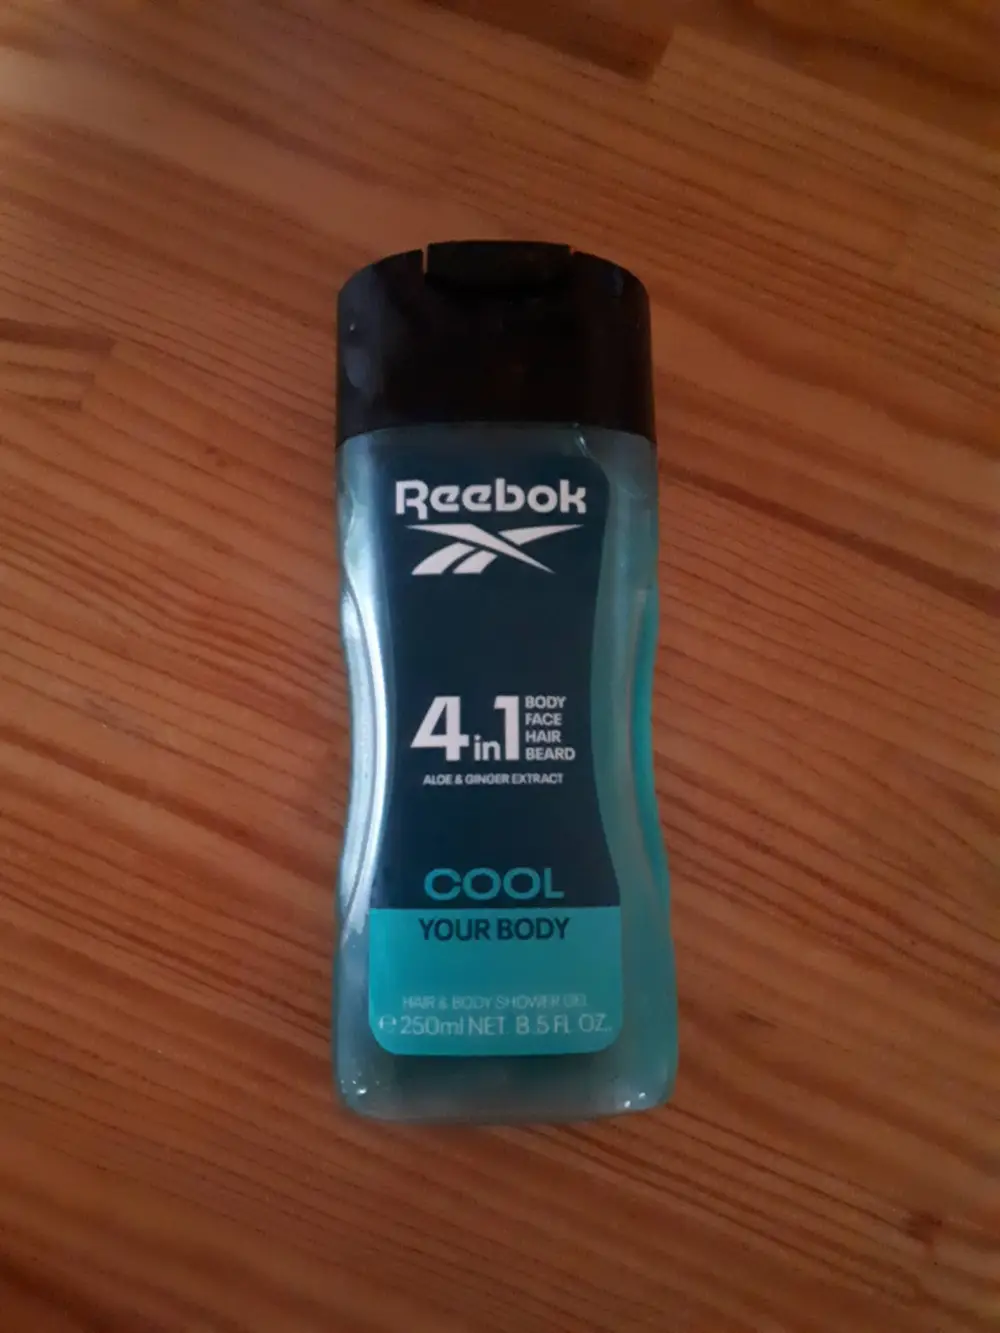 Reebok
4in1
BODY
FACE
HAIR
BEARD
ALOE & GINGER EXTRACT
COOL
YOUR BODY
HAIR & BODY SHOWER GEL
℮ 250ml NET 8.5 FL OZ.